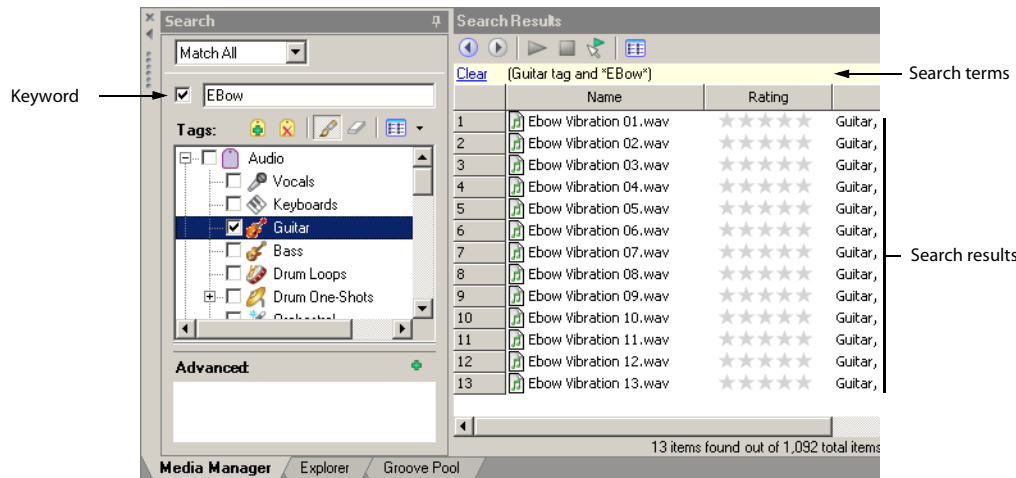 Search
Match All
Keyword
EBow
Tags:
Audio
Vocals
Keyboards
Guitar
Bass
Drum Loops
Drum One-Shots
Orchestral
Advanced
Search Results
Clear (Guitar tag and *EBow*)
Search terms
Name Rating
1 Ebow Vibration 01.wav Guitar,
2 Ebow Vibration 02.wav Guitar,
3 Ebow Vibration 03.wav Guitar,
4 Ebow Vibration 04.wav Guitar,
5 Ebow Vibration 05.wav Guitar,
6 Ebow Vibration 06.wav Guitar,
7 Ebow Vibration 07.wav Guitar,
8 Ebow Vibration 08.wav Guitar,
9 Ebow Vibration 09.wav Guitar,
10 Ebow Vibration 10.wav Guitar,
11 Ebow Vibration 11.wav Guitar,
12 Ebow Vibration 12.wav Guitar,
13 Ebow Vibration 13.wav Guitar,
Search results
13 items found out of 1,092 total items
Media Manager Explorer Groove Pool